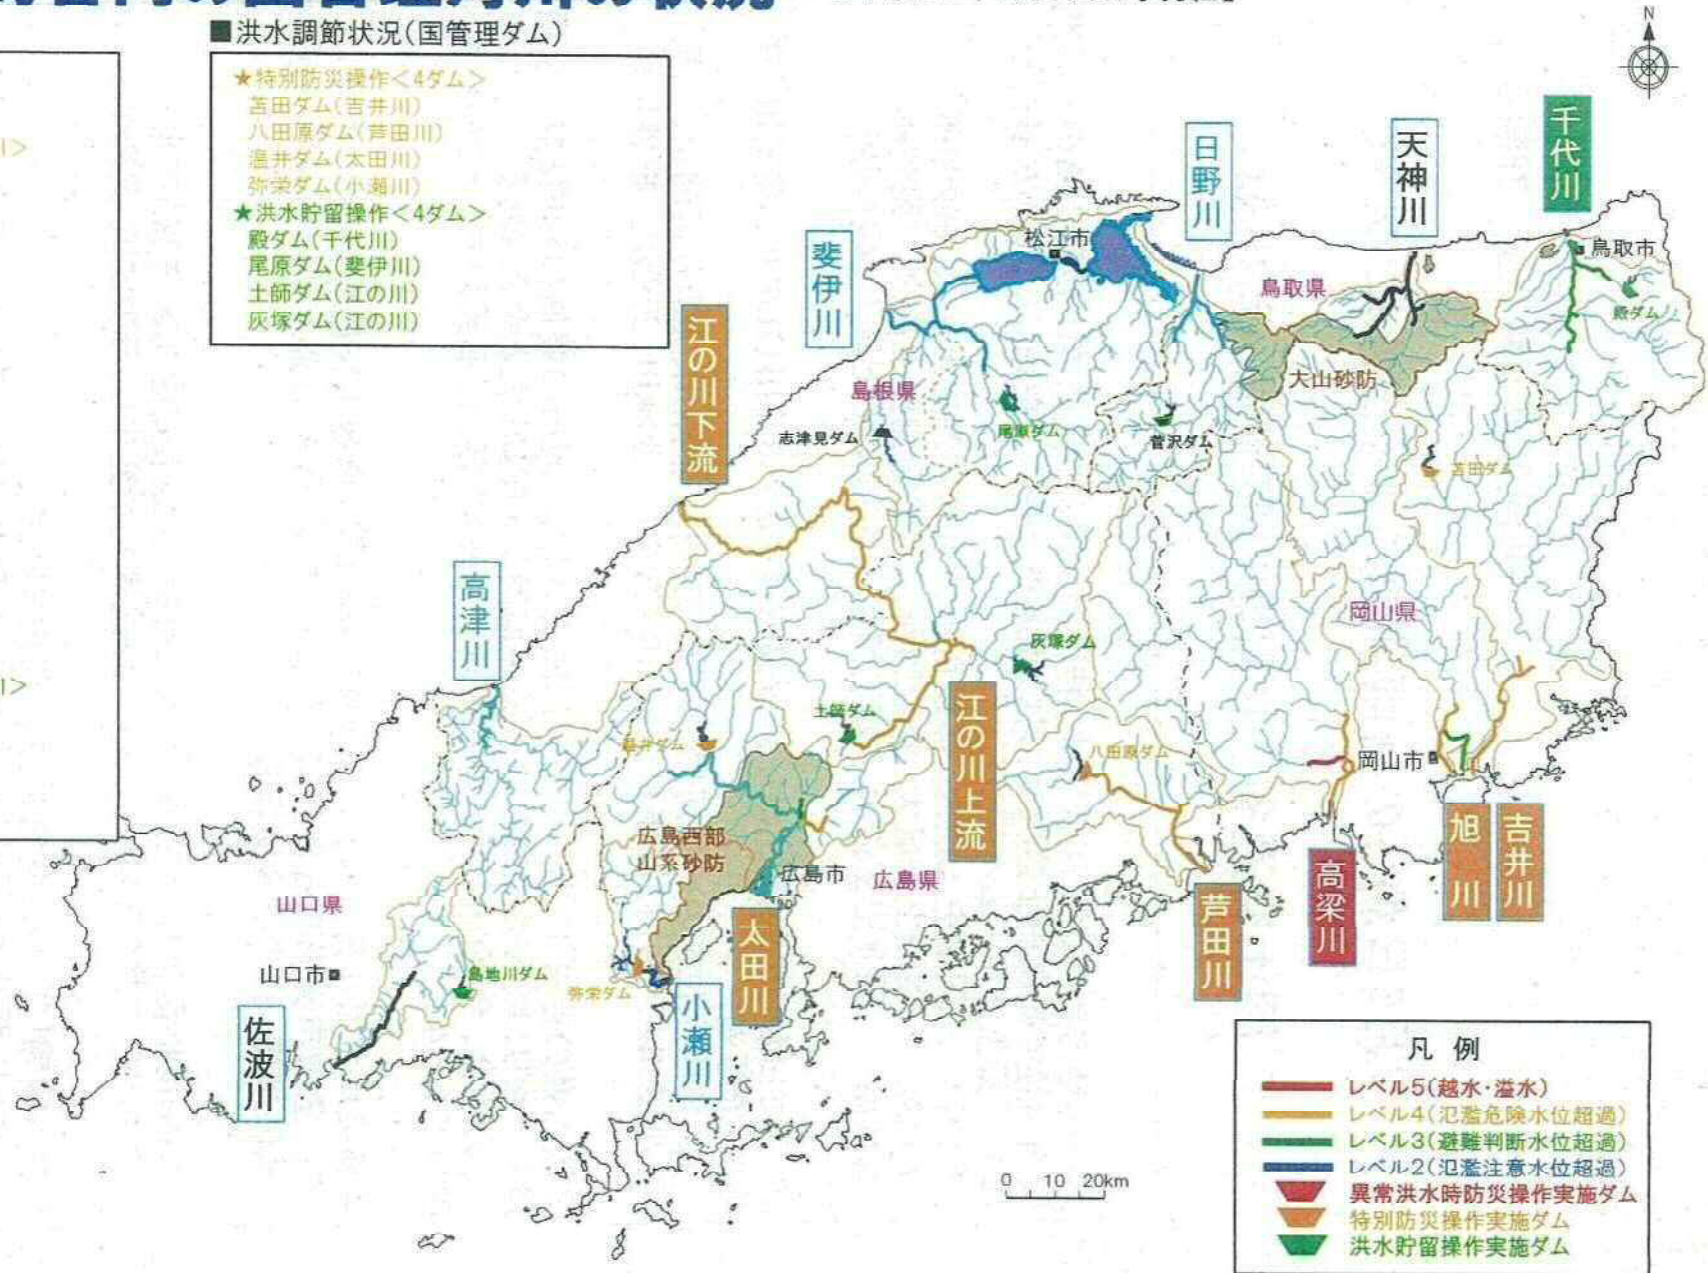 ■洪水調節状況(国管理ダム)
★特別防災操作<4ダム>
苫田ダム(吉井川)
八田原ダム(芦田川)
温井ダム(太田川)
弥栄ダム(小瀬川)
★洪水貯留操作<4ダム>
殿ダム(千代川)
尾原ダム(斐伊川)
土師ダム(江の川)
灰塚ダム(江の川)
N
千代川
天神川
日野川
斐伊川
江の川下流
高津川
松江市
鳥取市
鳥取県
殿ダム
大山砂防
島根県
志津見ダム
尾原ダム
菅沢ダム
苫田ダム
岡山県
灰塚ダム
土師ダム
温井ダム
江の川上流
八田原ダム
岡山市
旭川
吉井川
高梁川
芦田川
広島西部
山系砂防
広島市
広島県
太田川
山口県
山口市
島地川ダム
弥栄ダム
小瀬川
佐波川
0 10 20km
凡例
レベル5(越水・溢水)
レベル4(氾濫危険水位超過)
レベル3(避難判断水位超過)
レベル2(氾濫注意水位超過)
異常洪水時防災操作実施ダム
特別防災操作実施ダム
洪水貯留操作実施ダム